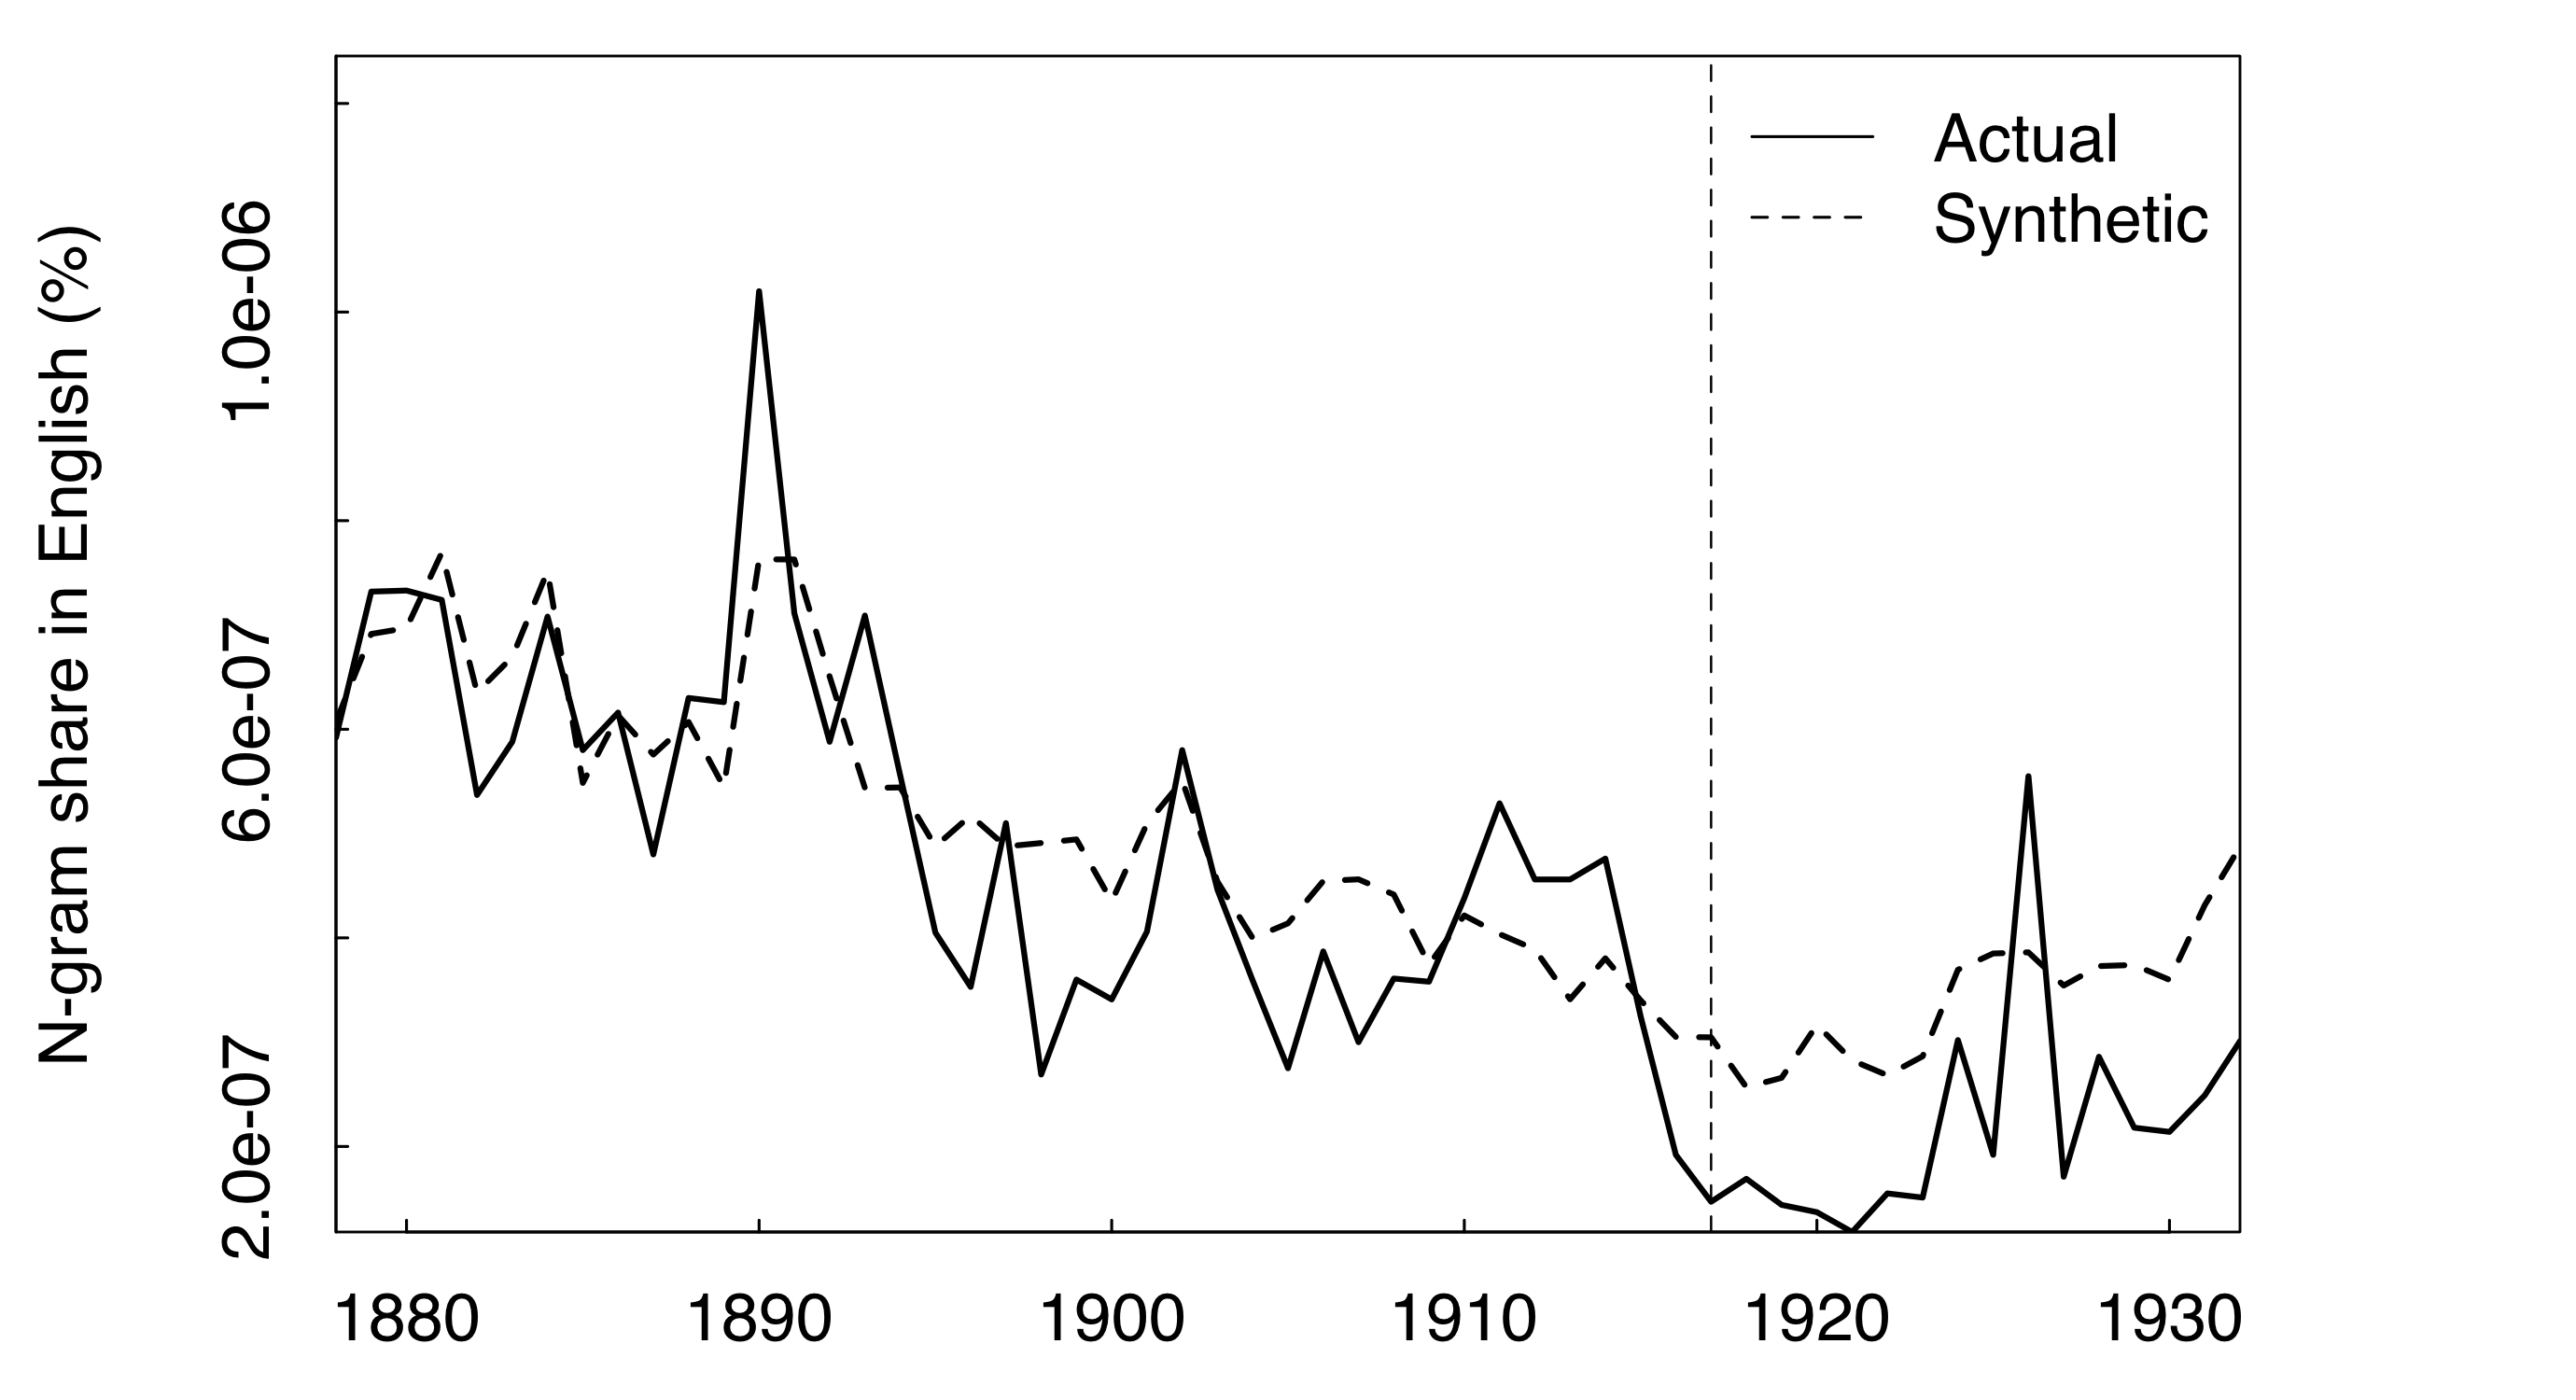 N-gram share in English (%)
1.0e-06
6.0e-07
2.0e-07
Actual
Synthetic
1880 1890 1900 1910 1920 1930